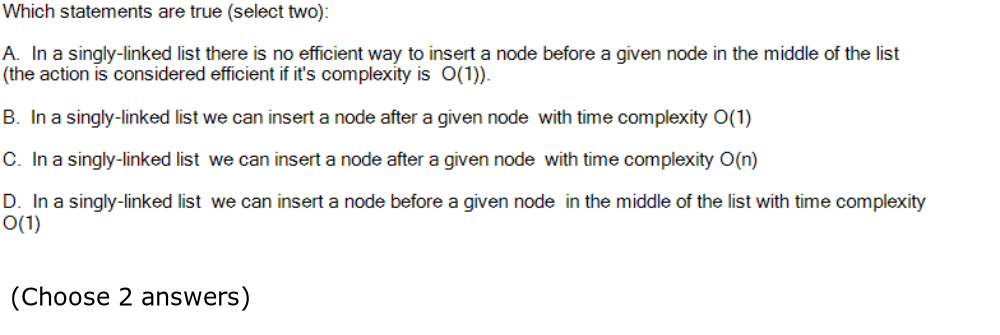 Which statements are true (select two):
A.  In a singly-linked list there is no efficient way to insert a node before a given node in the middle of the list
(the action is considered efficient if it's complexity is  O(1)).
B.  In a singly-linked list we can insert a node after a given node  with time complexity O(1)
C.  In a singly-linked list  we can insert a node after a given node  with time complexity O(n)
D.  In a singly-linked list  we can insert a node before a given node  in the middle of the list with time complexity
O(1)
(Choose 2 answers)